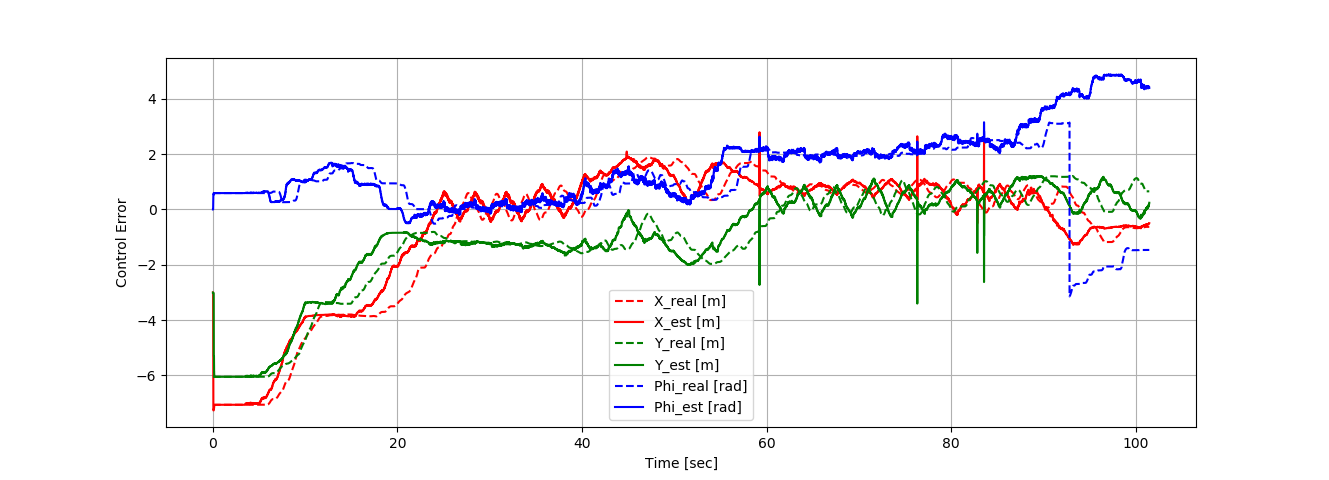 4
2
0
−2
−4
−6
Control Error
X_real [m]
X_est [m]
Y_real [m]
Y_est [m]
Phi_real [rad]
Phi_est [rad]
0 20 40 60 80 100
Time [sec]